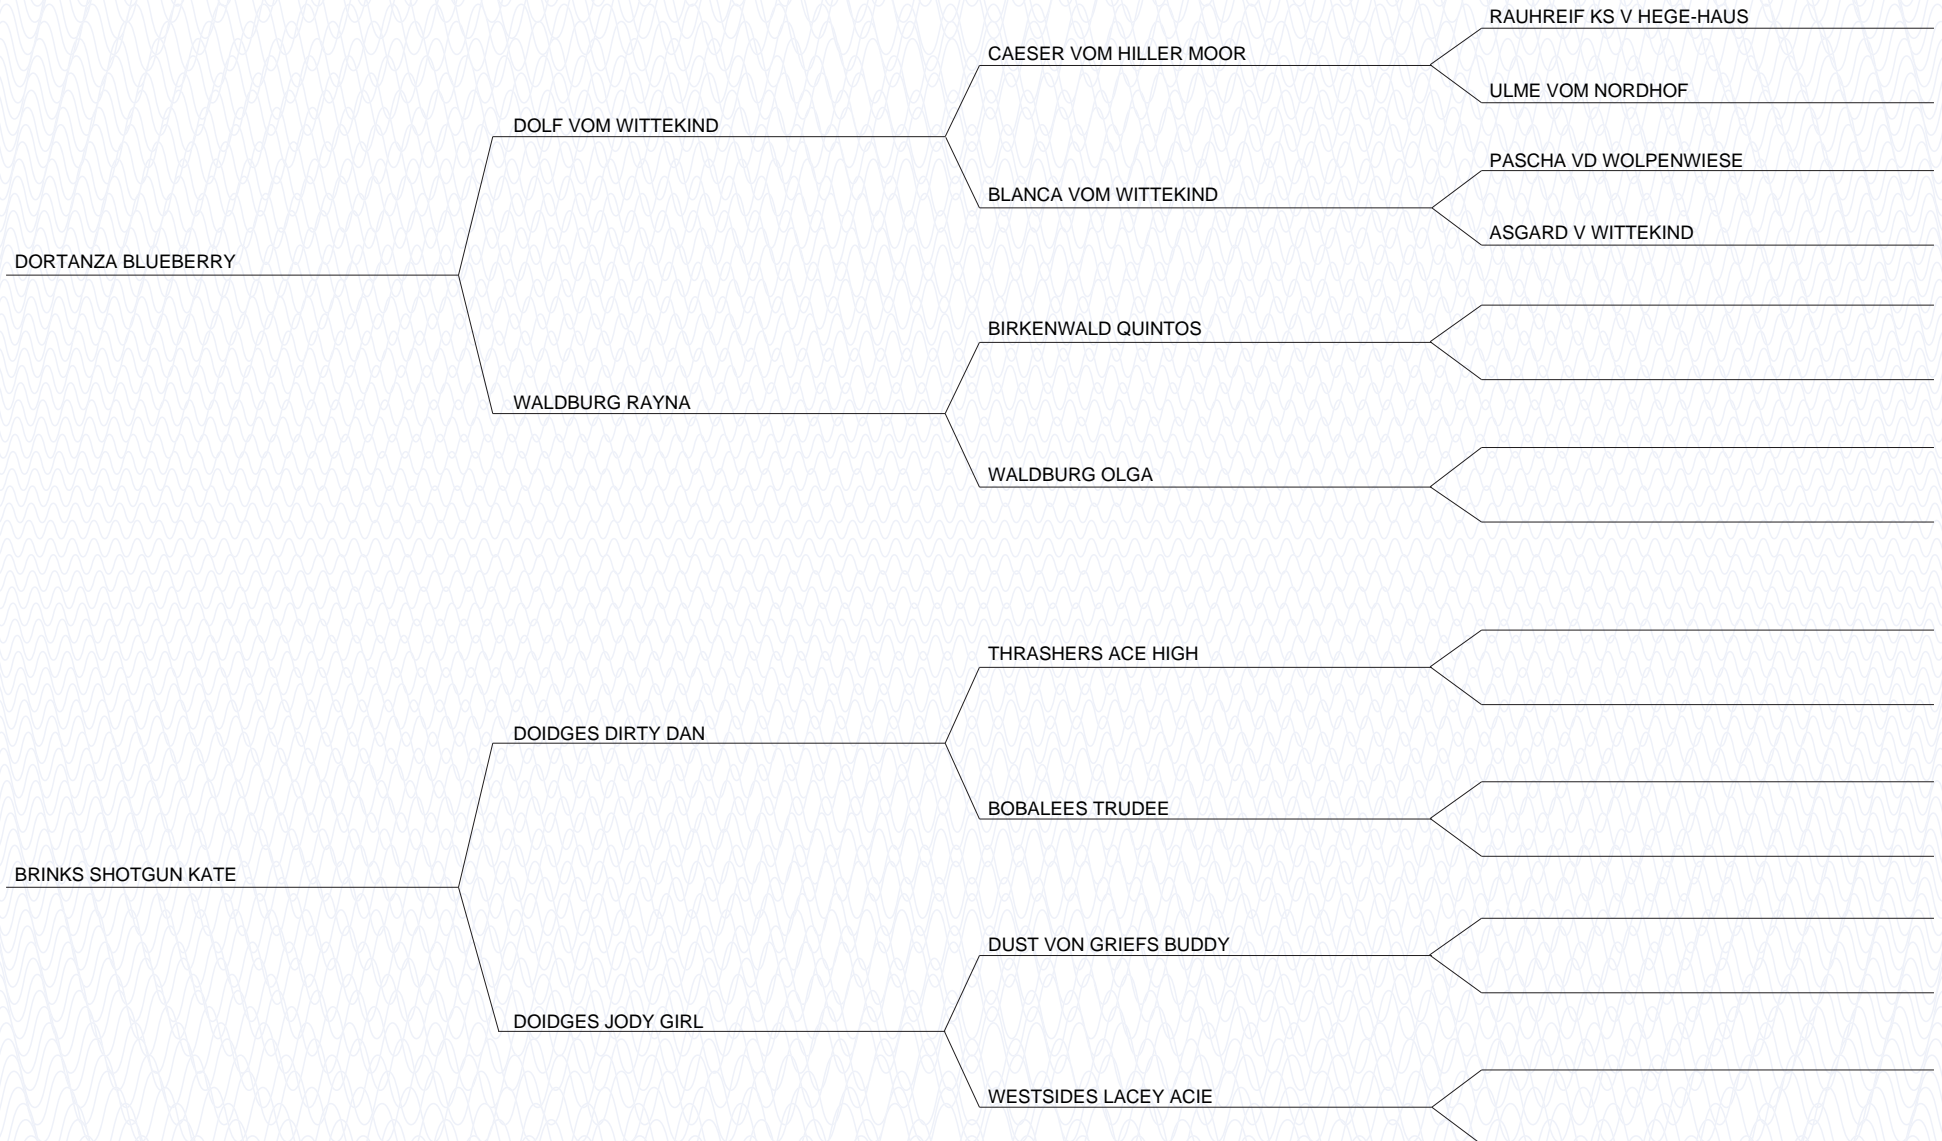 RAUHREIF KS V HEGE-HAUS
CAESER VOM HILLER MOOR
ULME VOM NORDHOF
DOLF VOM WITTEKIND
PASCHA VD WOLPENWIESE
BLANCA VOM WITTEKIND
ASGARD V WITTEKIND
DORTANZA BLUEBERRY
BIRKENWALD QUINTOS
WALDBURG RAYNA
WALDBURG OLGA
THRASHERS ACE HIGH
DOIDGES DIRTY DAN
BOBALEES TRUDEE
BRINKS SHOTGUN KATE
DUST VON GRIEFS BUDDY
DOIDGES JODY GIRL
WESTSIDES LACEY ACIE